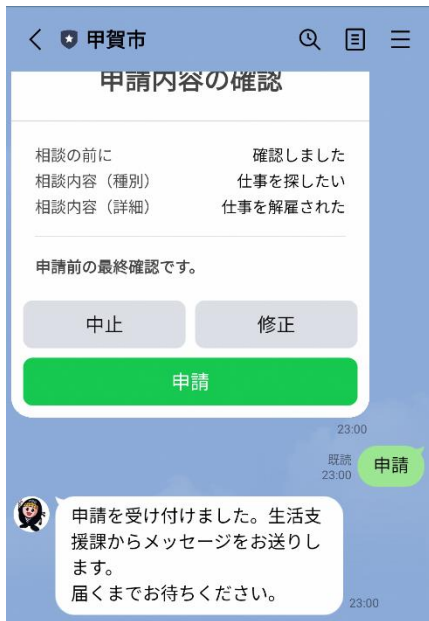 甲賀市
申請内容の確認
相談の前に 確認しました
相談内容（種別） 仕事を探したい
相談内容（詳細） 仕事を解雇された
申請前の最終確認です。
中止 修正
申請
23:00
既読
23:00
申請
申請を受け付けました。生活支
援課からメッセージをお送りし
ます。
届くまでお待ちください。
23:00